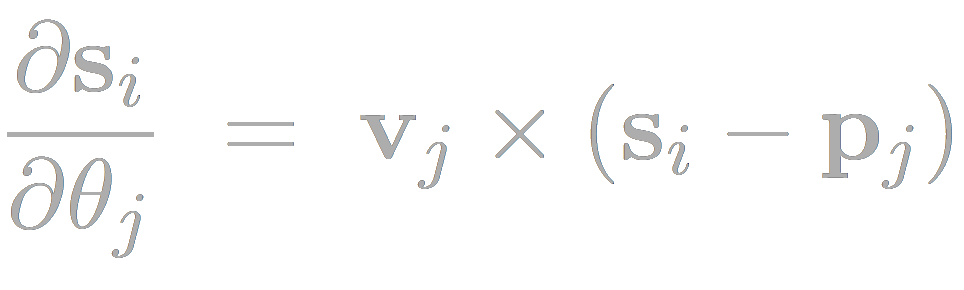 ∂s_i/∂θ_j = v_j × (s_i − p_j)